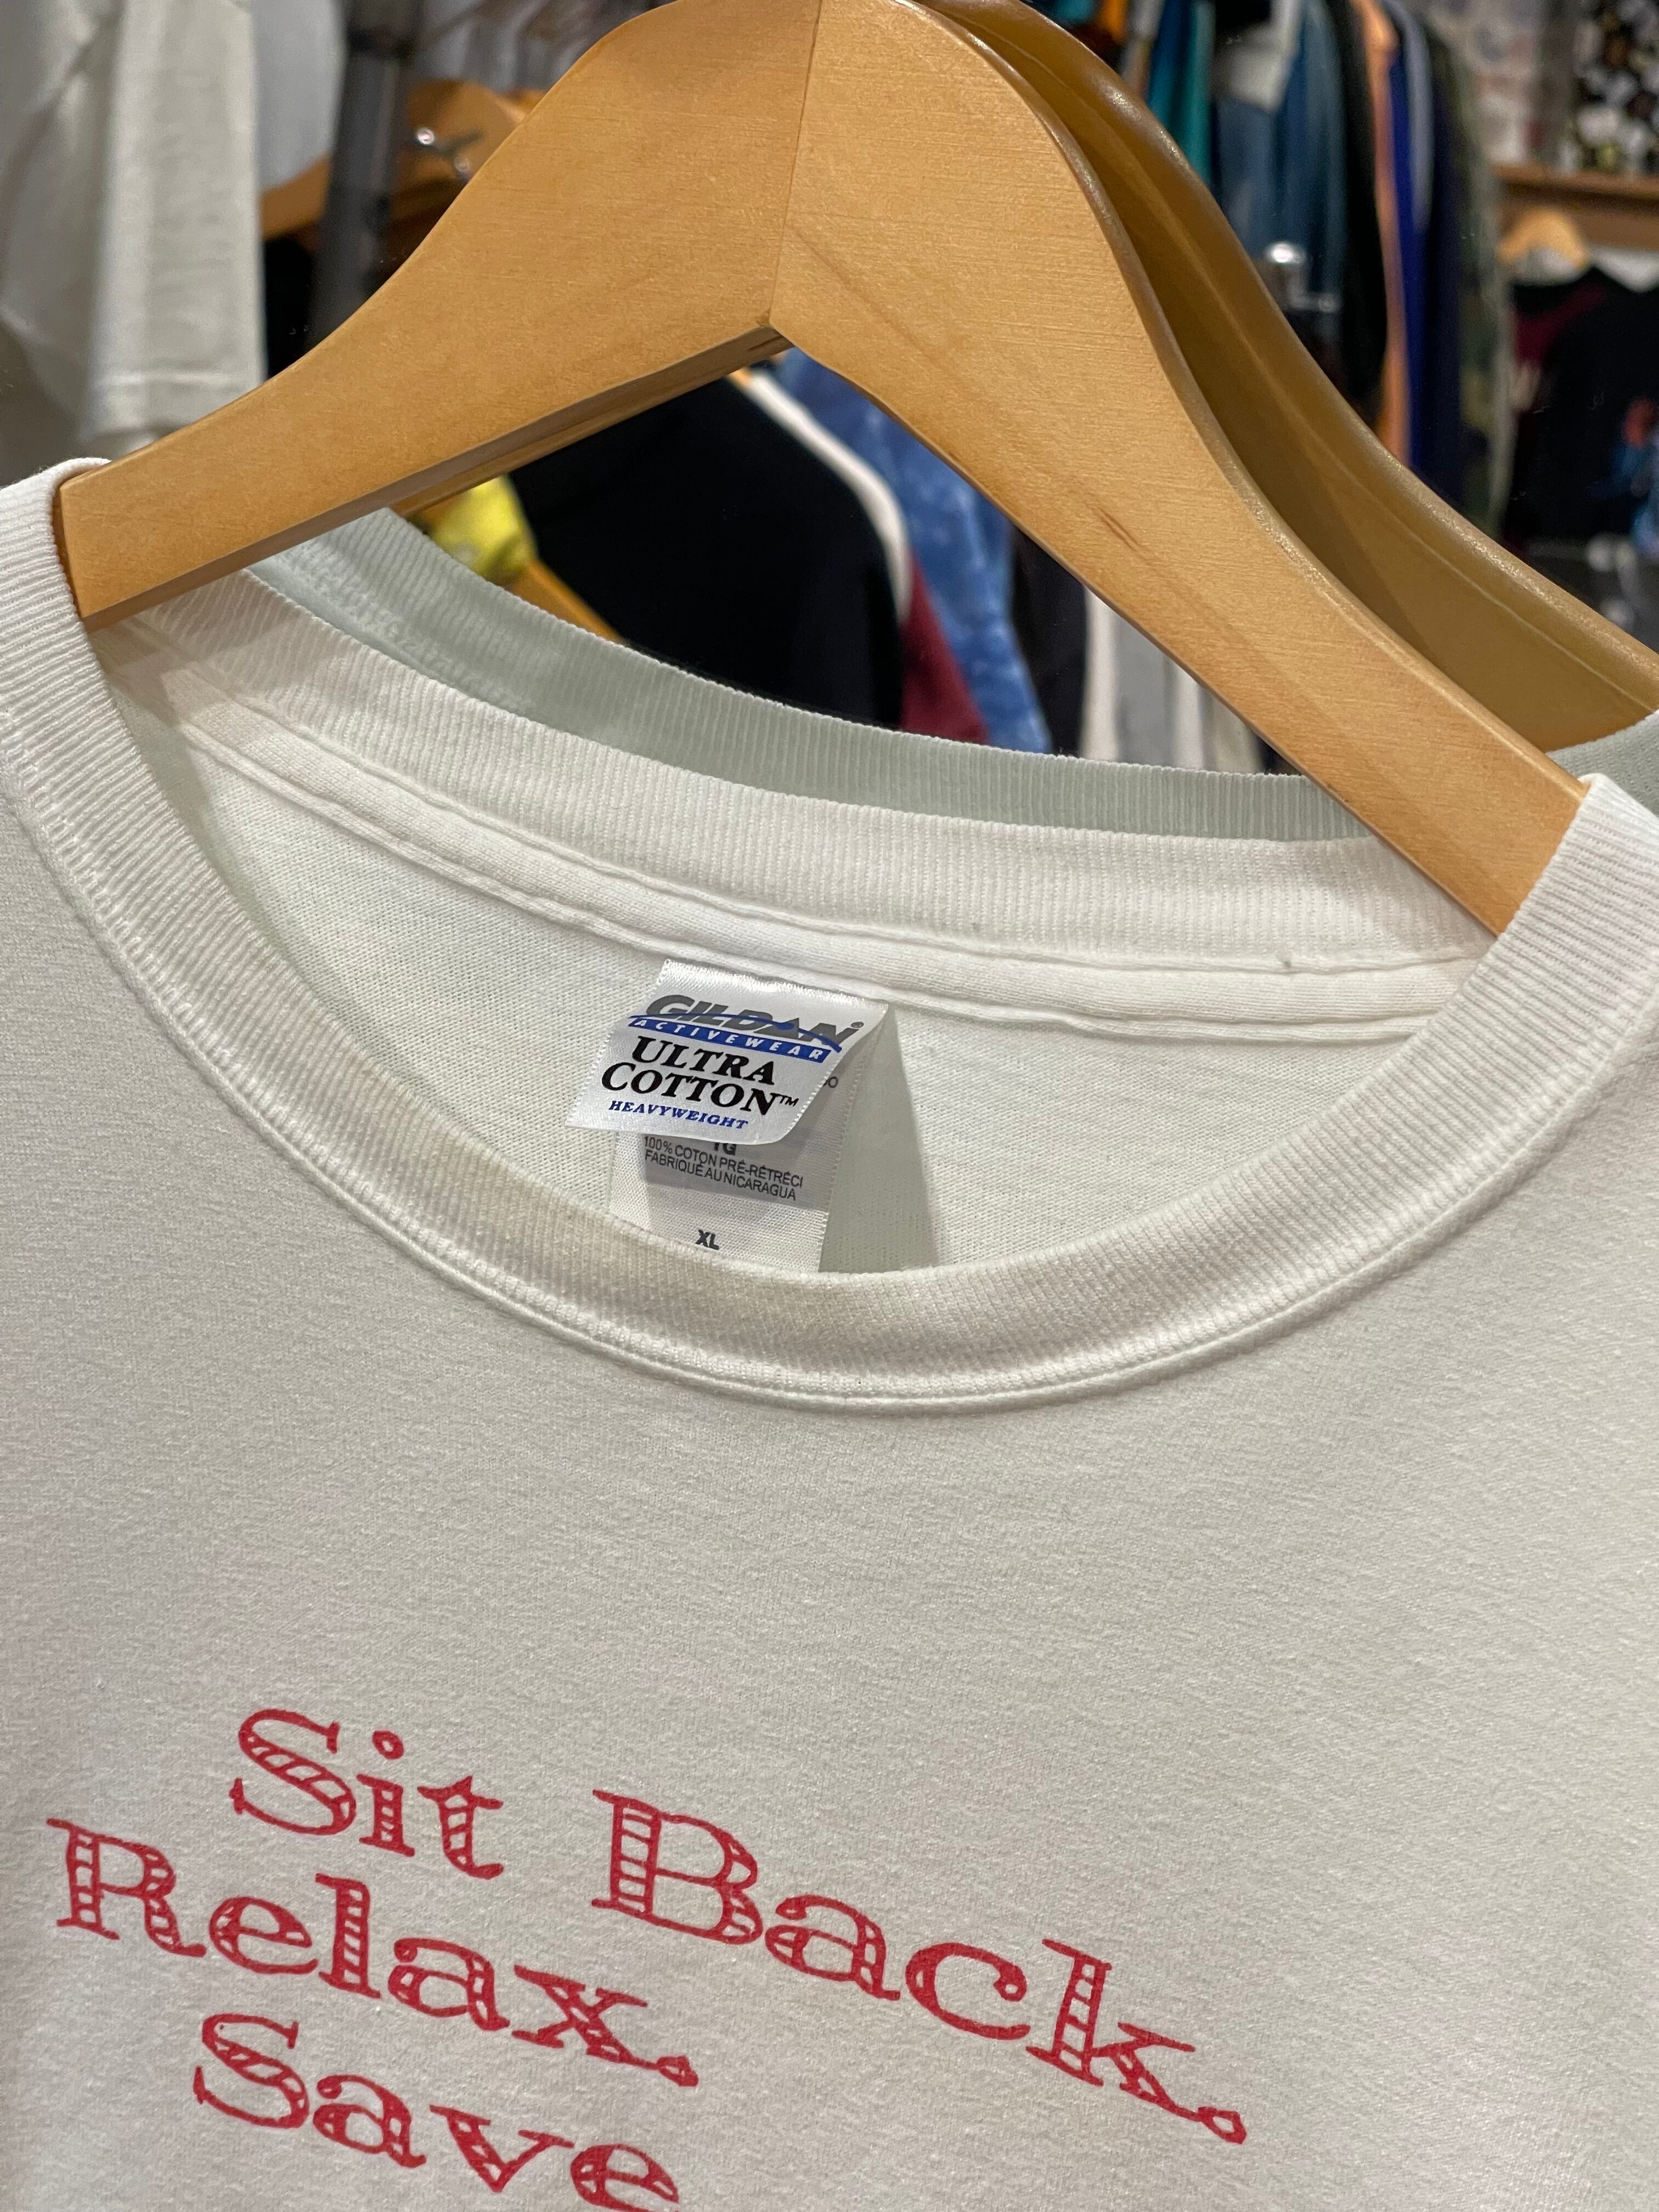 GILDAN®
ACTIVEWEAR
ULTRA
COTTON™
HEAVYWEIGHT
TG
100% COTON PRÉ-RÉTRÉCI
FABRIQUÉ AU NICARAGUA
XL
Sit Back.
Relax.
Save